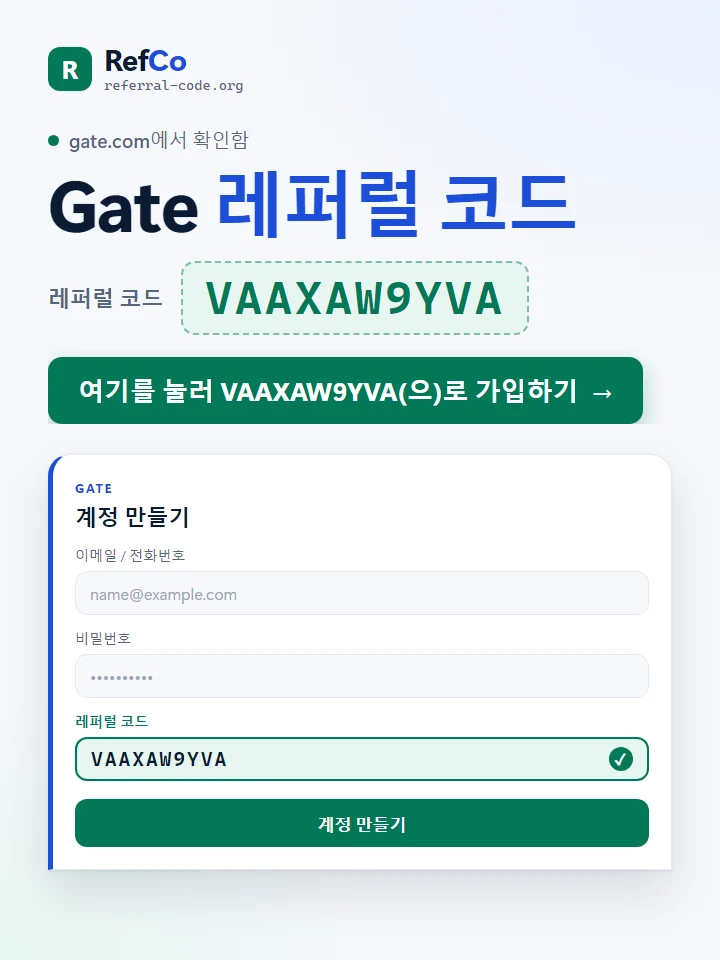 R
RefCo
referral-code.org
gate.com에서 확인함
Gate 레퍼럴 코드
레퍼럴 코드 VAAXAW9YVA
여기를 눌러 VAAXAW9YVA(으)로 가입하기 →
GATE
계정 만들기
이메일 / 전화번호
name@example.com
비밀번호
••••••••••
레퍼럴 코드
VAAXAW9YVA
계정 만들기